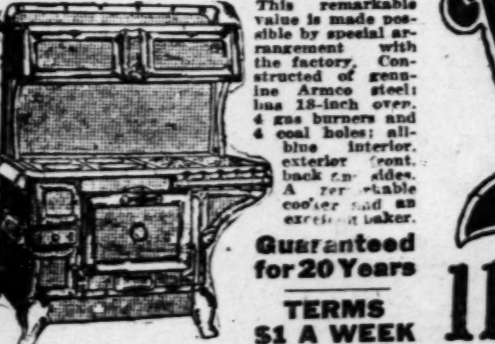 This remarkable
value is made pos-
sible by special ar-
rangement with
the factory. Con-
structed of genu-
ine Armco steel;
has 18-inch oven.
4 gas burners and
4 coal holes; all-
blue interior,
exterior front,
back and sides.
A remarkable
cooker and an
excellent baker.
Guaranteed
for 20 Years
TERMS
$1 A WEEK